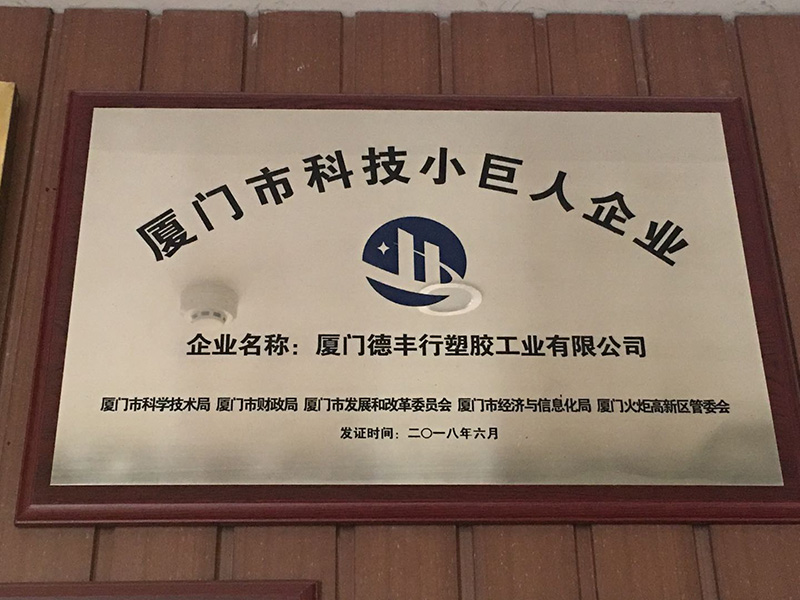 厦门市科技小巨人企业
企业名称：厦门德丰行塑胶工业有限公司
厦门市科学技术局 厦门市财政局 厦门市发展和改革委员会 厦门市经济与信息化局 厦门火炬高新区管委会
发证时间：二〇一八年六月